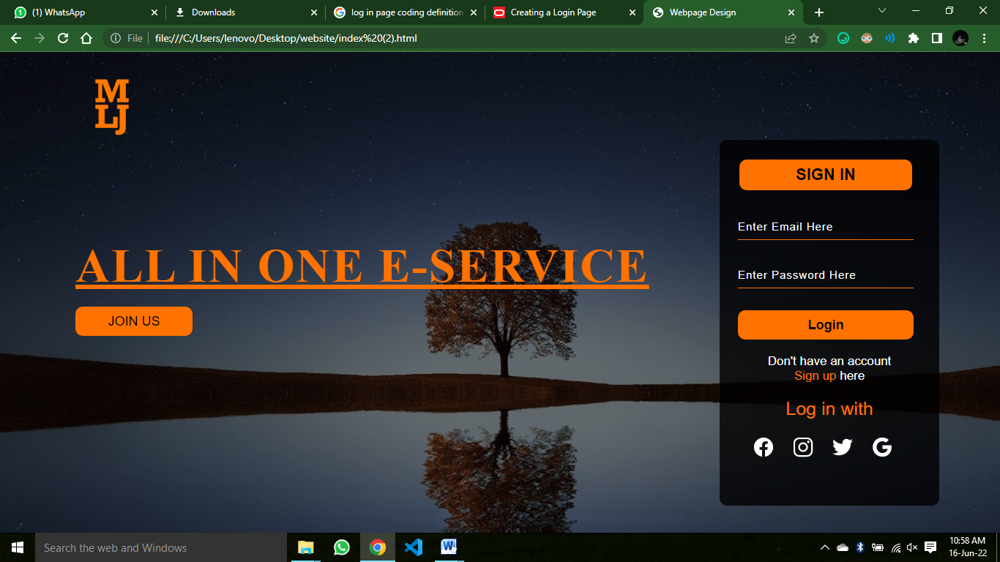 (1) WhatsApp
Downloads
log in page coding definition
Creating a Login Page
Webpage Design
File
file:///C:/Users/lenovo/Desktop/website/index%20(2).html
M
LJ
SIGN IN
Enter Email Here
ALL IN ONE E-SERVICE
Enter Password Here
JOIN US
Login
Don't have an account
Sign up here
Log in with
Search the web and Windows
10:58 AM
16-Jun-22